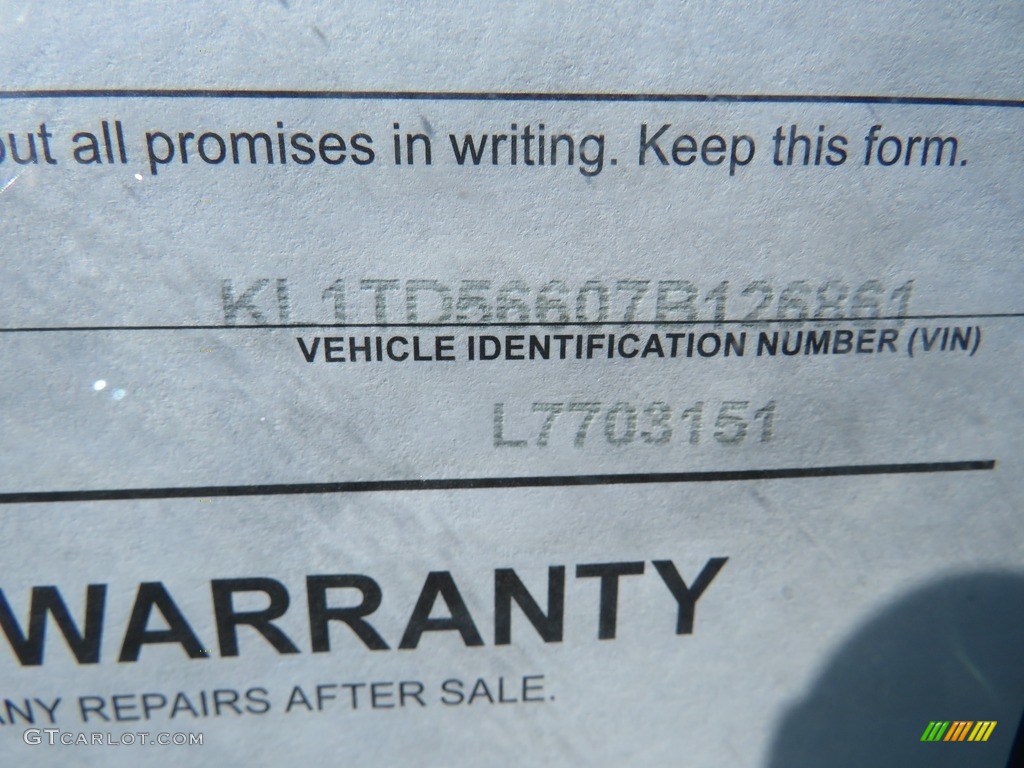 out all promises in writing. Keep this form.
KL1TD56607B126861
VEHICLE IDENTIFICATION NUMBER (VIN)
L7703151
WARRANTY
ANY REPAIRS AFTER SALE.
GTCARLOT.COM